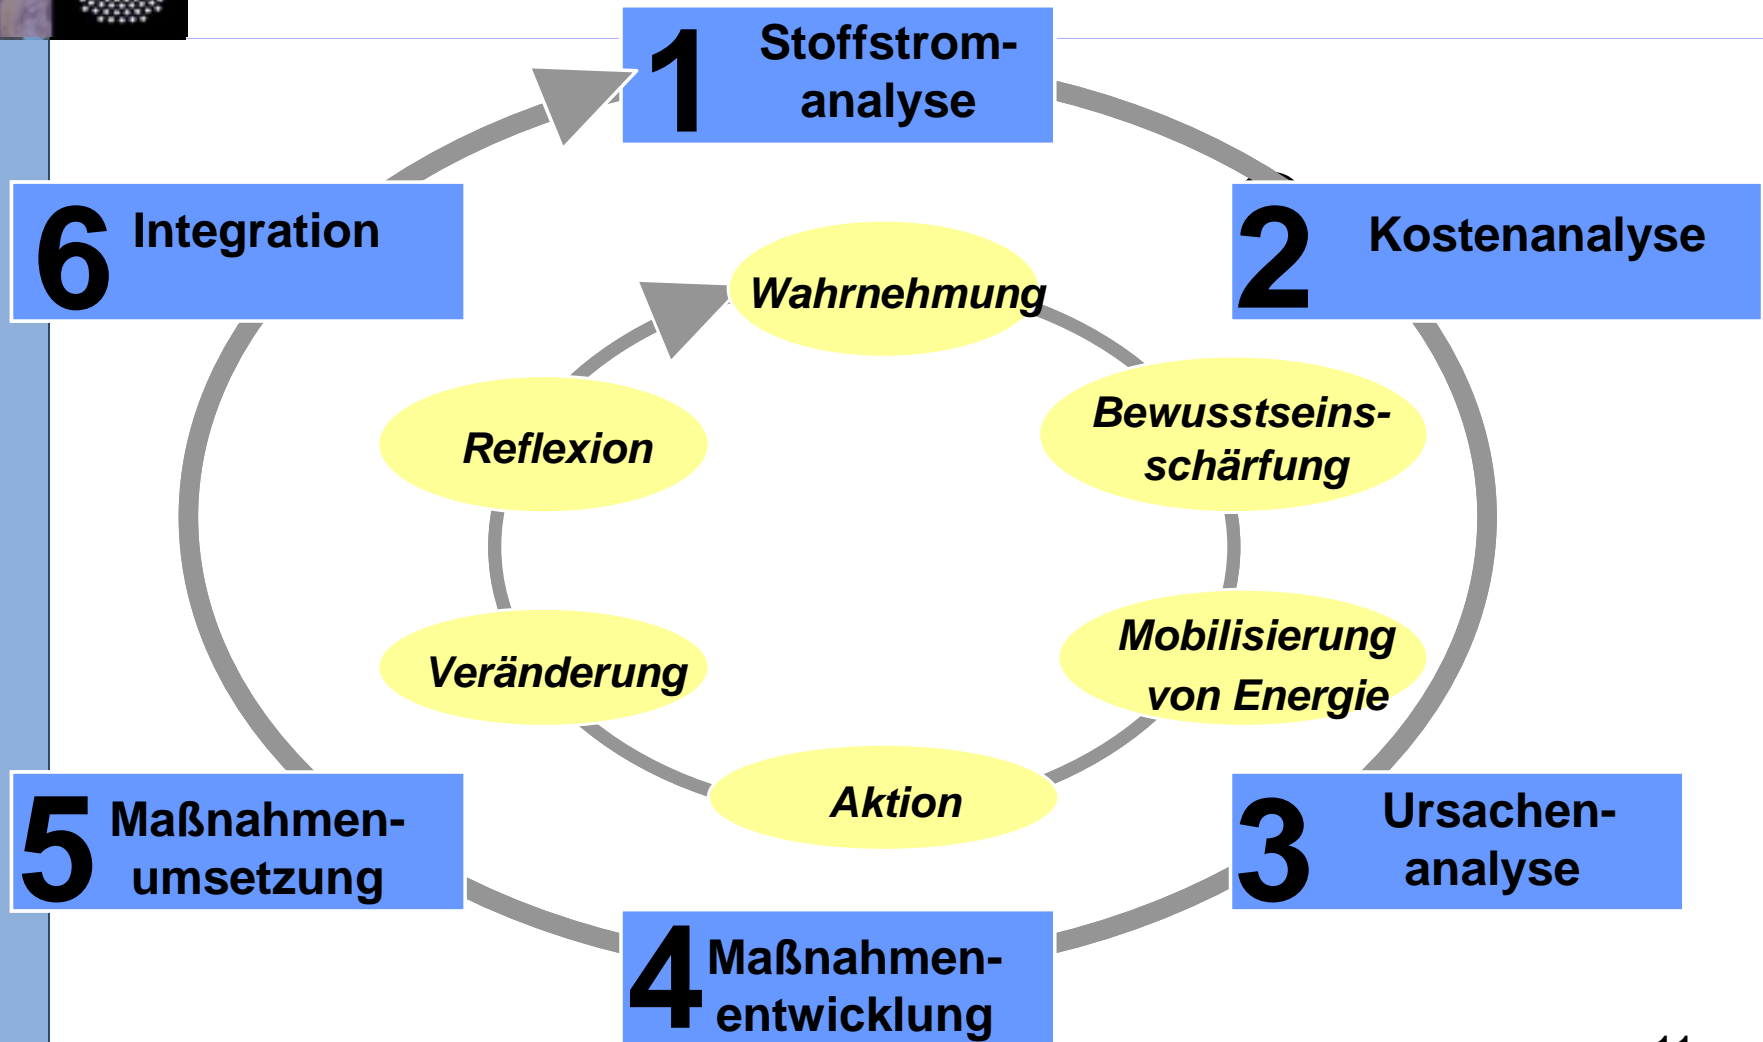 1
Stoffstrom-
analyse
2
Kostenanalyse
3
Ursachen-
analyse
4
Maßnahmen-
entwicklung
5
Maßnahmen-
umsetzung
6
Integration
Wahrnehmung
Bewusstseins-
schärfung
Mobilisierung
von Energie
Aktion
Veränderung
Reflexion